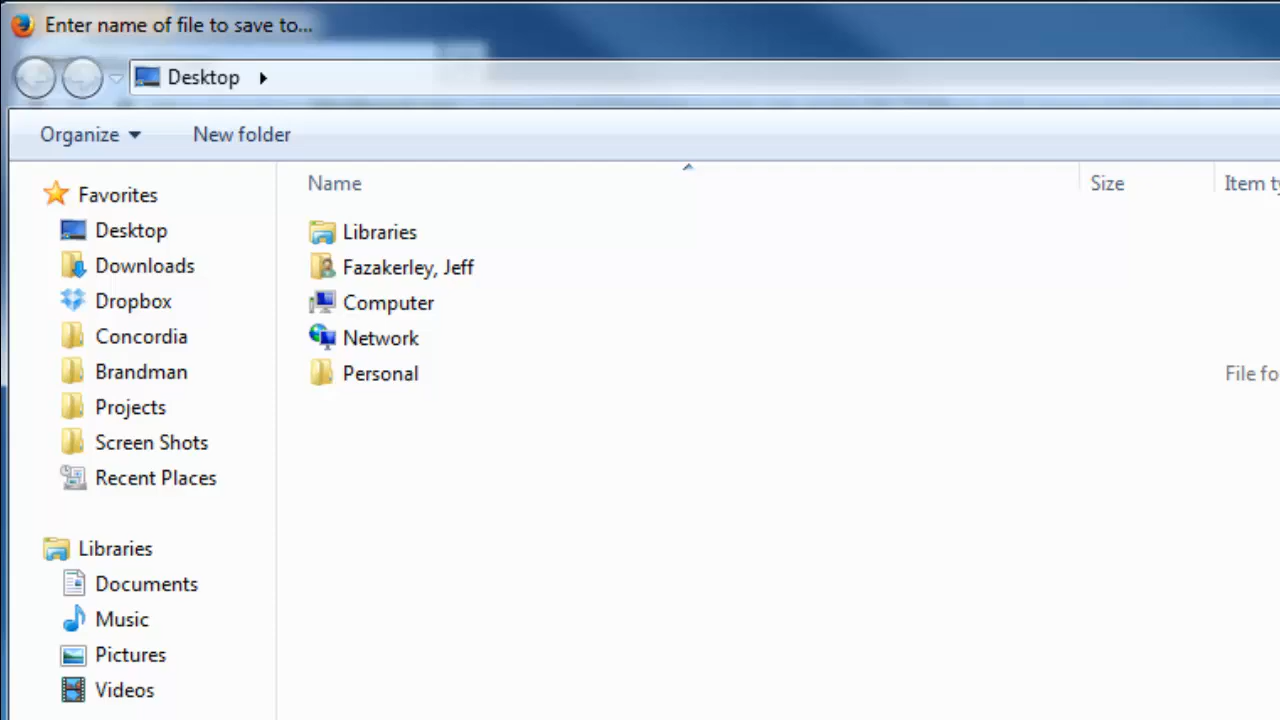 Enter name of file to save to...
Desktop
Organize
New folder
Favorites
Desktop
Downloads
Dropbox
Concordia
Brandman
Projects
Screen Shots
Recent Places
Libraries
Documents
Music
Pictures
Videos
Name
Size
Item ty
Libraries
Fazakerley, Jeff
Computer
Network
Personal
File fo